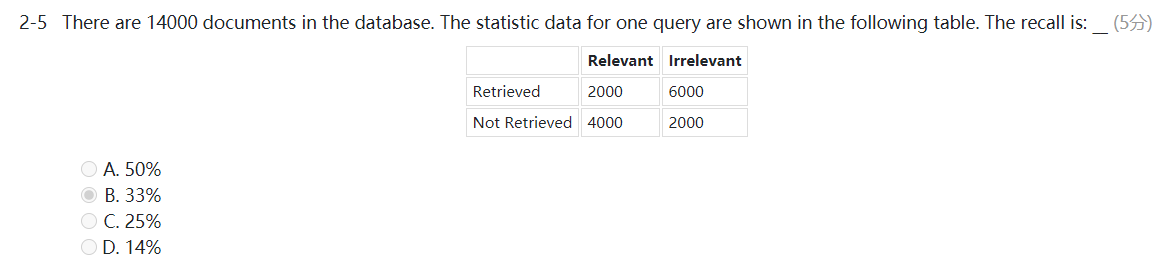 2-5 There are 14000 documents in the database. The statistic data for one query are shown in the following table. The recall is: __ (5分)
Relevant Irrelevant
Retrieved 2000 6000
Not Retrieved 4000 2000
A. 50%
B. 33%
C. 25%
D. 14%